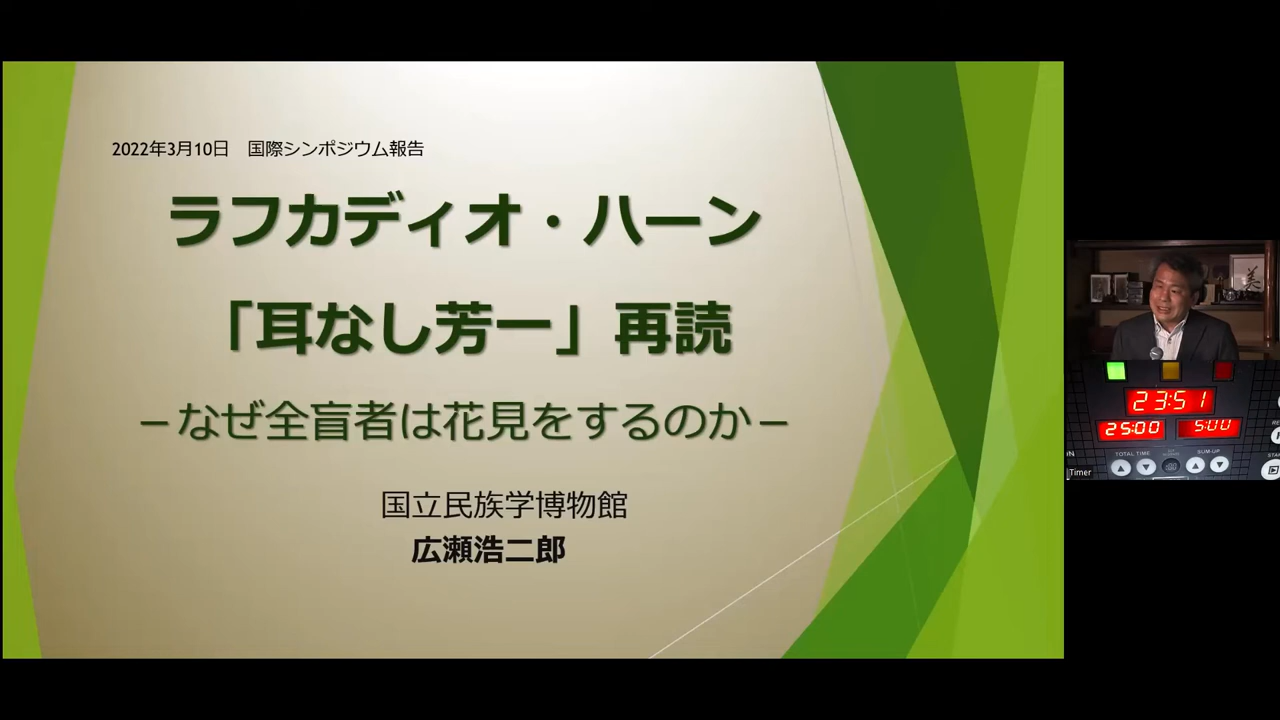 2022年3月10日　国際シンポジウム報告
ラフカディオ・ハーン
「耳なし芳一」再読
－なぜ全盲者は花見をするのか－
国立民族学博物館
広瀬浩二郎
美
23:51
25:00
5:00
TOTAL TIME
SUM-UP
Timer